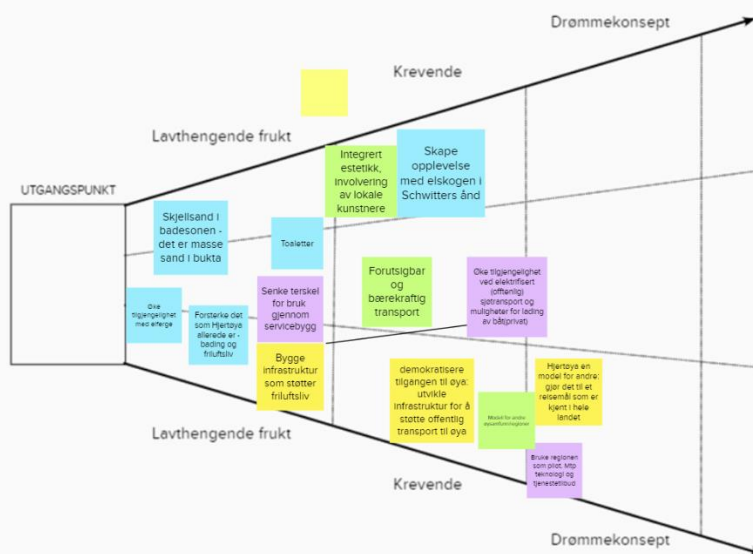 Drømmekonsept
Krevende
Lavthengende frukt
UTGANGSPUNKT
Integrert
estetikk,
involvering
av lokale
kunstnere
Skape
opplevelse
med elskogen i
Schwitters ånd
Skjellsand i
badesonen -
det er masse
sand i bukta
Toaletter
Senke terskel
for bruk
gjennom
servicebygg
Forutsigbar
og
bærekraftig
transport
Øke tilgjengelighet
ved elektrifisert
(offtenlig)
sjøtransport og
muligheter for lading
av båt(privat)
Øke
tilgjengelighet
med elferge
Forsterke det
som Hjertøya
allerede er -
bading og
friluftsliv
Bygge
infrastruktur
som støtter
friluftsliv
demokratisere
tilgangen til øya:
utvikle
infrastruktur for å
støtte offentlig
transport til øya
Modell for andre
Hjertøya en
model for andre:
gjør det til et
reisemål som er
kjent i hele
landet
Bruke regionen
som pilot. Mtp
teknologi og
tjenestetilbud
Lavthengende frukt
Krevende
Drømmekonsept